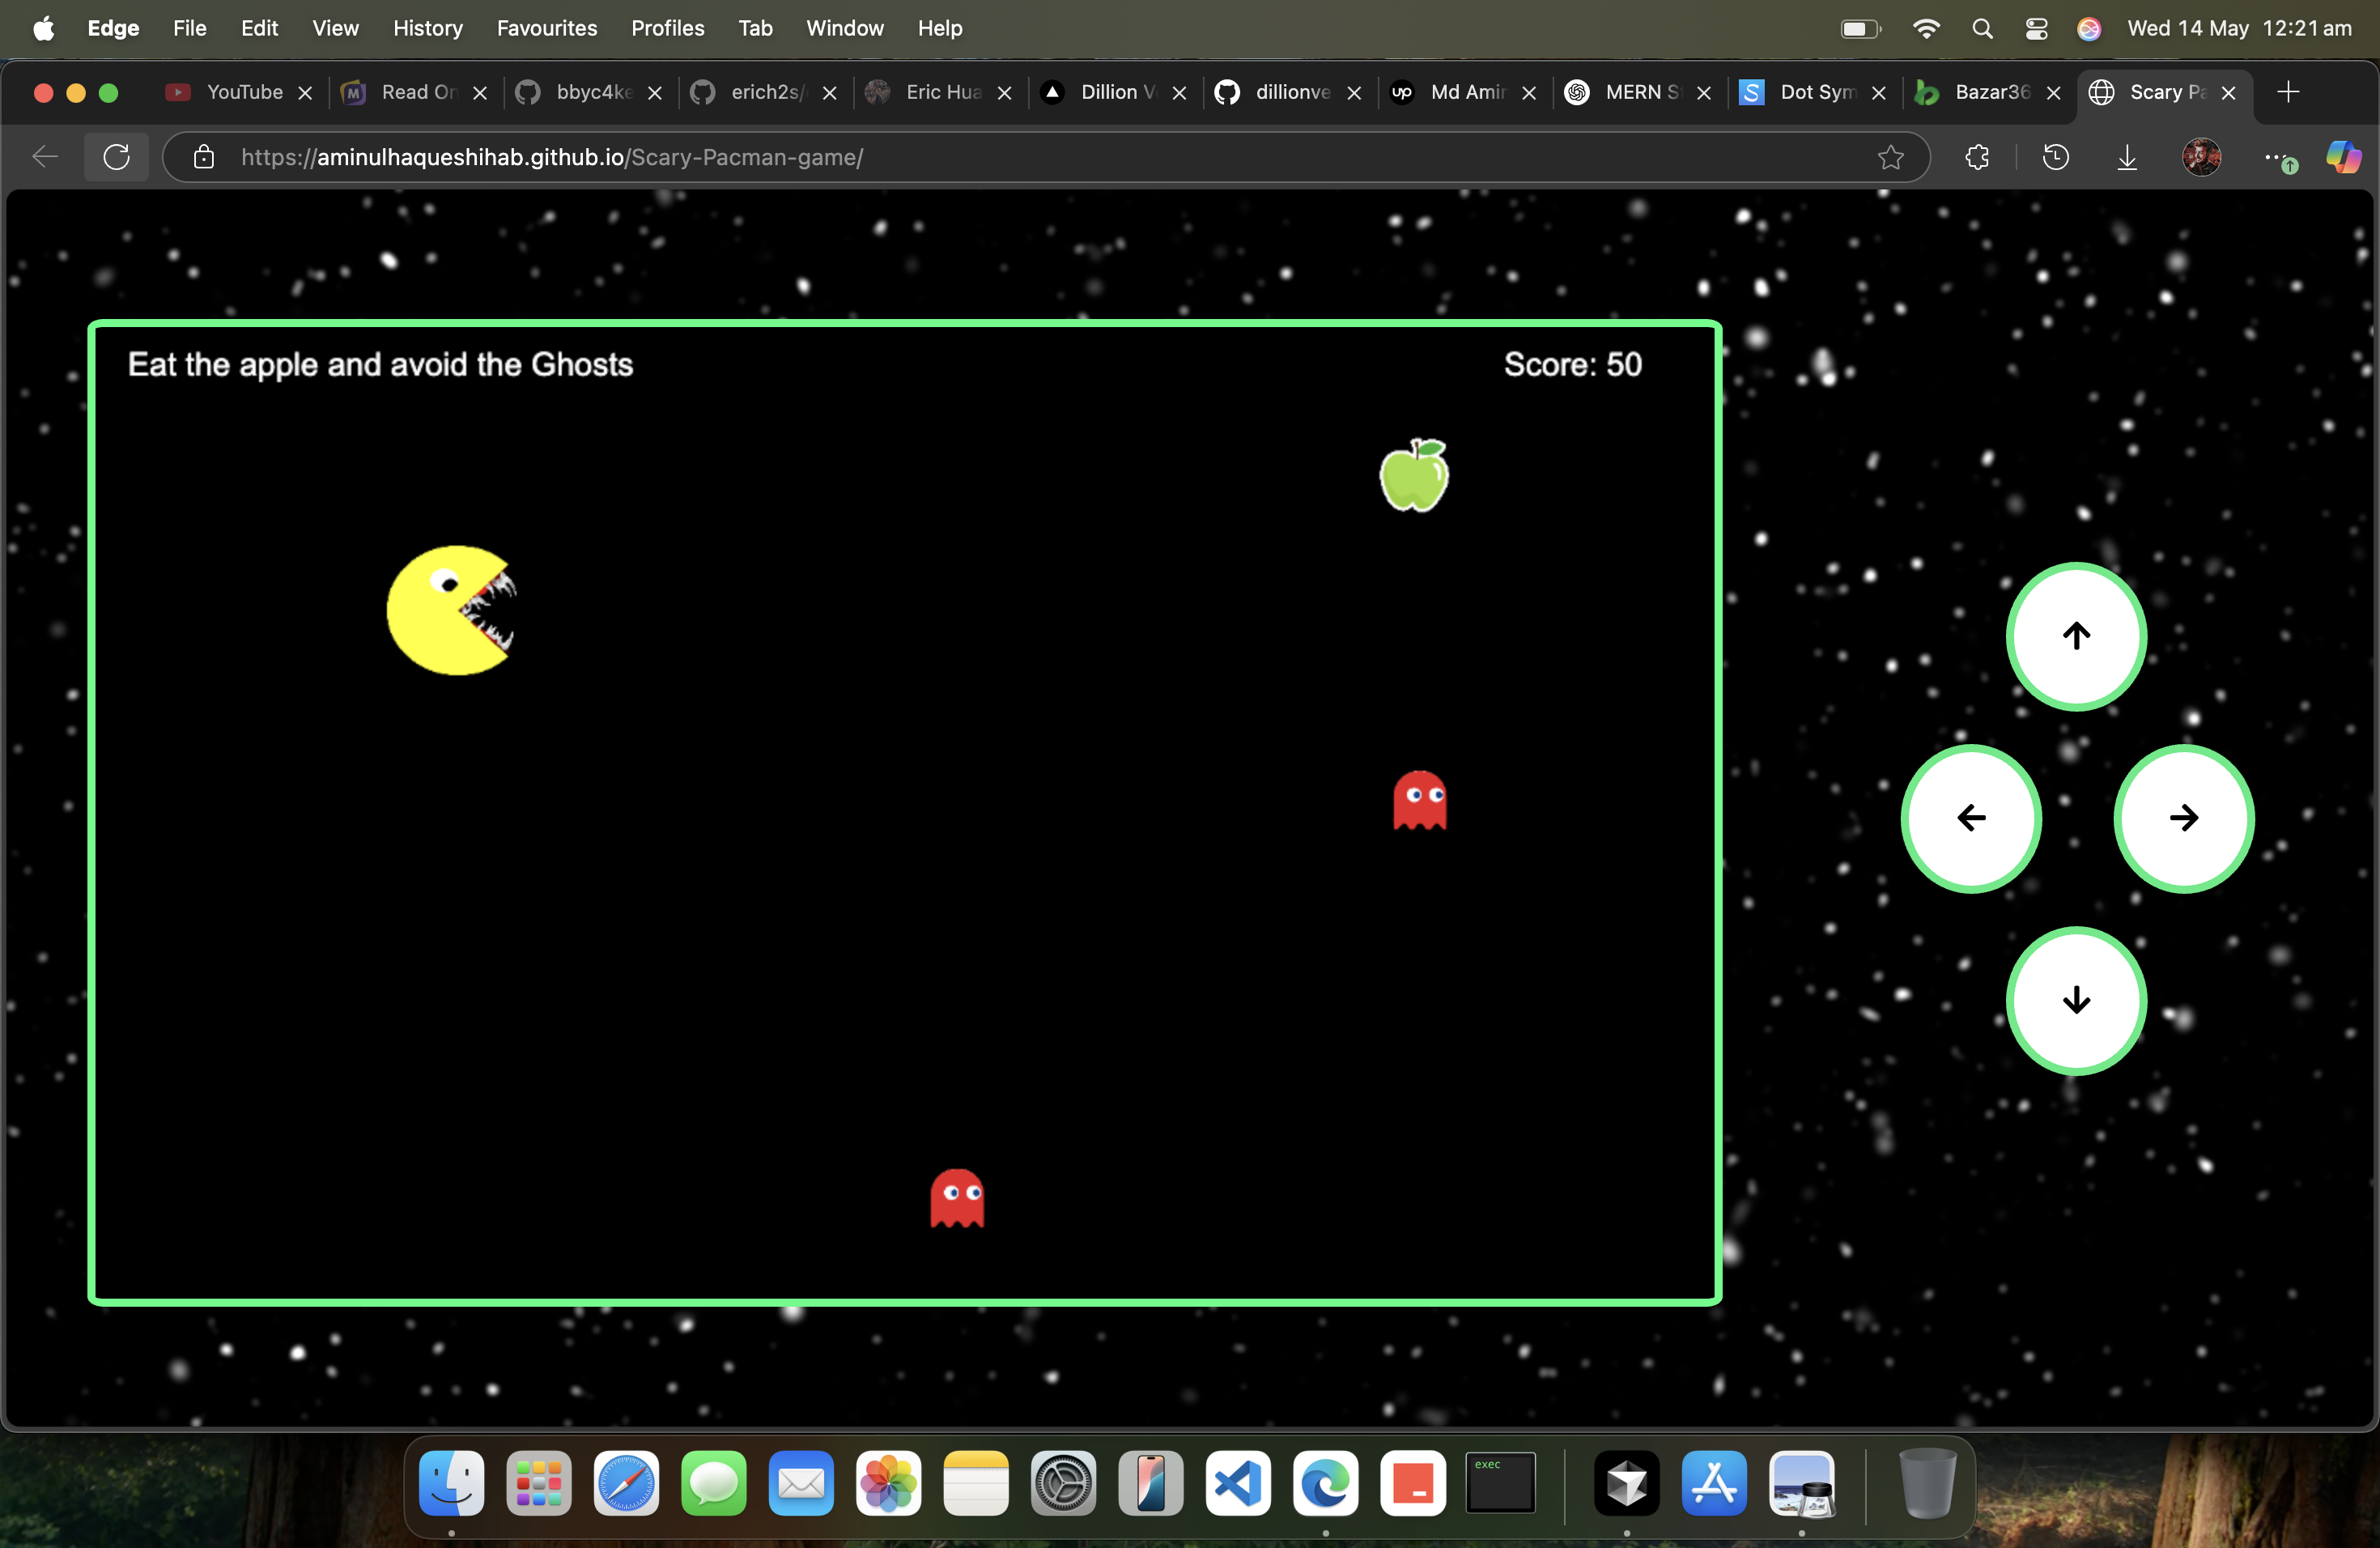 Edge File Edit View History Favourites Profiles Tab Window Help Wed 14 May 12:21 am
YouTube Read On bbyc4ke erich2s/ Eric Hua Dillion V dillionve up Md Amir MERN S Dot Sym Bazar36 Scary Pa
https://aminulhaqueshihab.github.io/Scary-Pacman-game/
Eat the apple and avoid the Ghosts Score: 50
exec